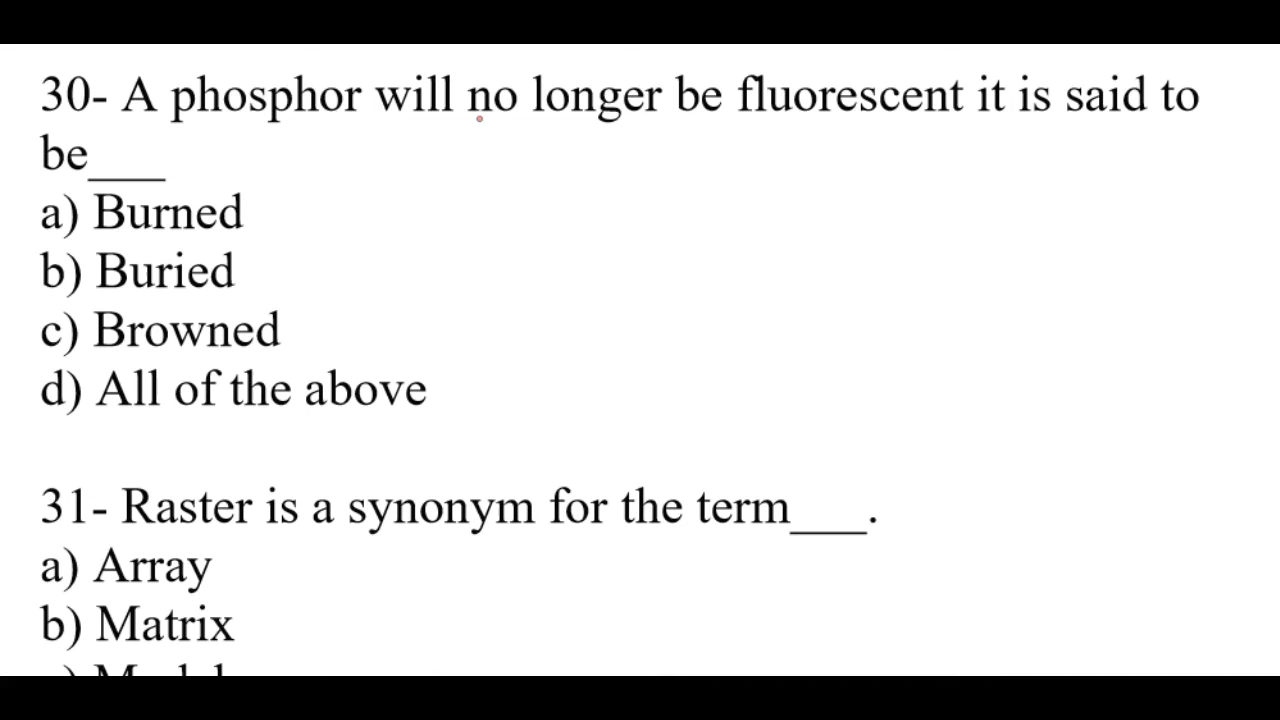 30- A phosphor will no longer be fluorescent it is said to
be___
a) Burned
b) Buried
c) Browned
d) All of the above
31- Raster is a synonym for the term___.
a) Array
b) Matrix